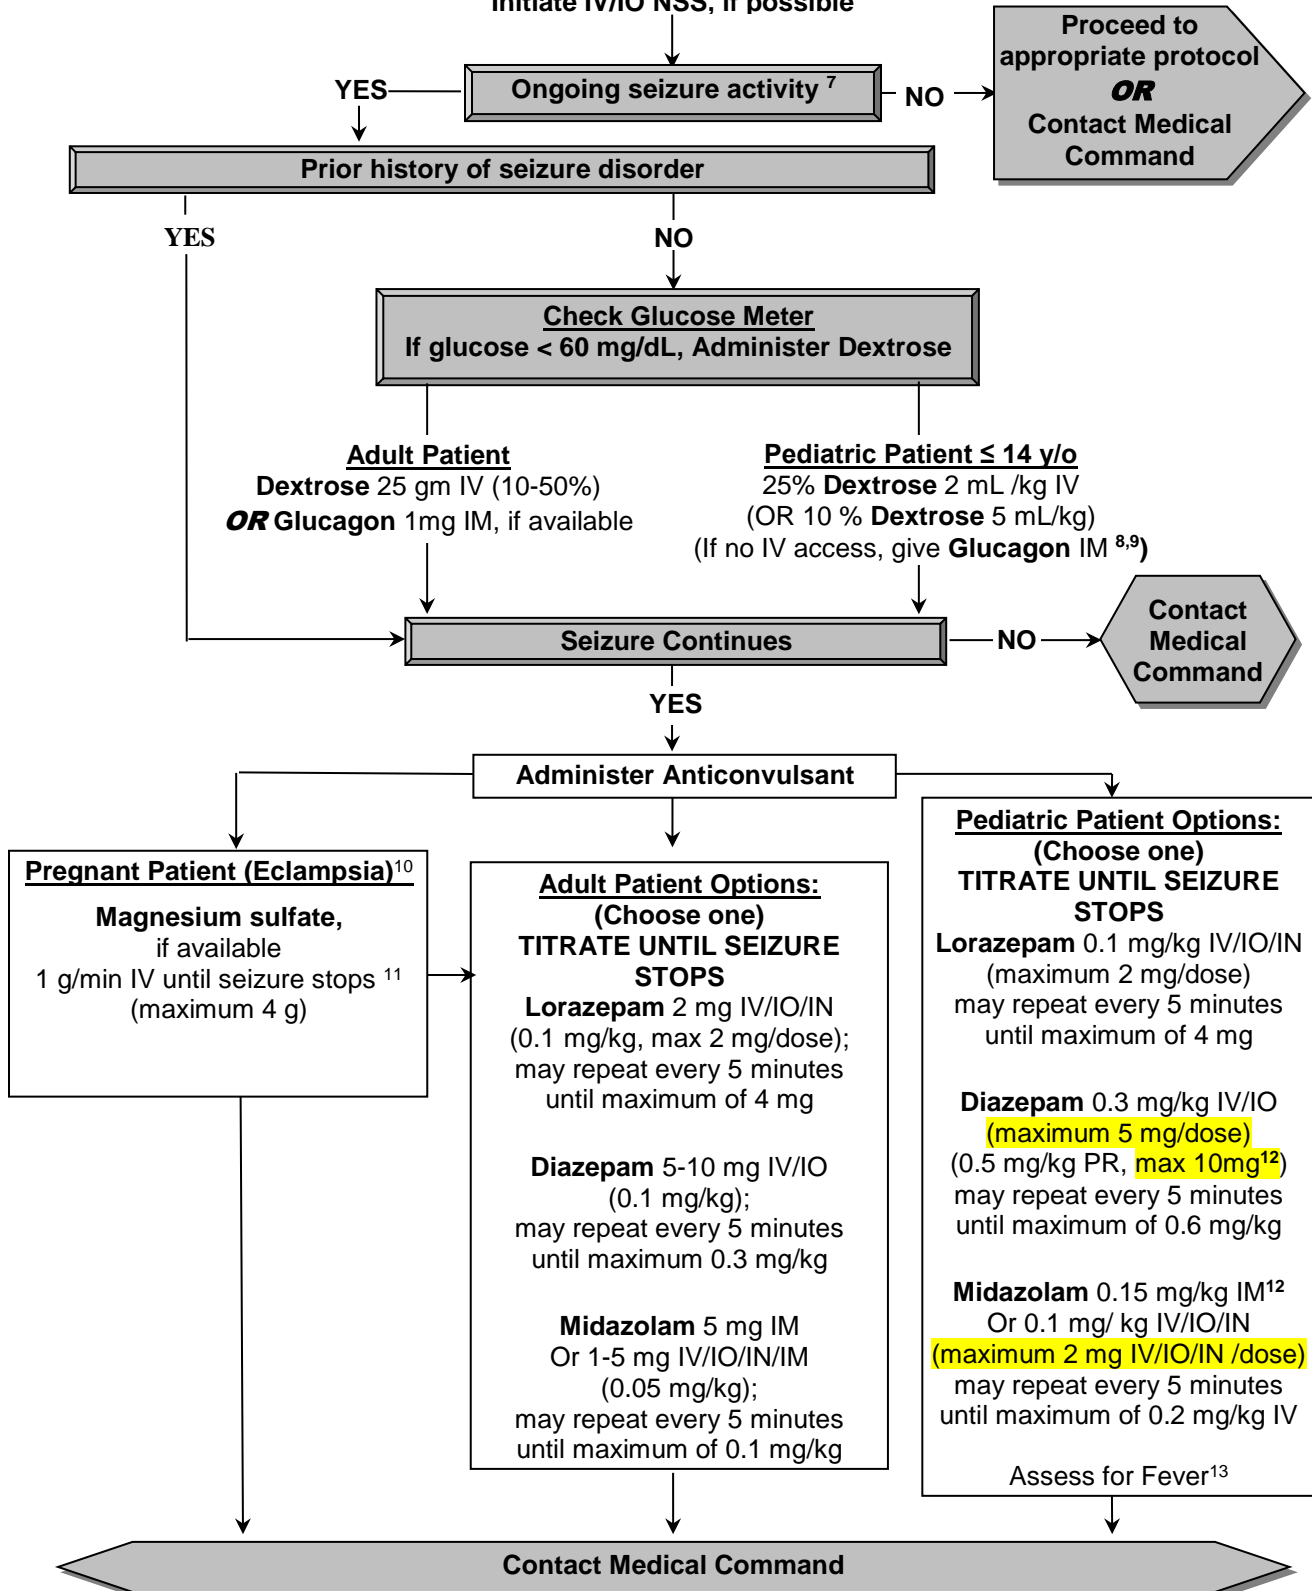 Initiate IV/IO NSS, if possible
Proceed to
appropriate protocol
OR
Contact Medical
Command
YES
Ongoing seizure activity 7
NO
Prior history of seizure disorder
YES
NO
Check Glucose Meter
If glucose < 60 mg/dL, Administer Dextrose
Adult Patient
Dextrose 25 gm IV (10-50%)
OR Glucagon 1mg IM, if available
Pediatric Patient ≤ 14 y/o
25% Dextrose 2 mL /kg IV
(OR 10 % Dextrose 5 mL/kg)
(If no IV access, give Glucagon IM 8,9)
Seizure Continues
NO
Contact
Medical
Command
YES
Administer Anticonvulsant
Pregnant Patient (Eclampsia)10
Magnesium sulfate,
if available
1 g/min IV until seizure stops 11
(maximum 4 g)
Adult Patient Options:
(Choose one)
TITRATE UNTIL SEIZURE
STOPS
Lorazepam 2 mg IV/IO/IN
(0.1 mg/kg, max 2 mg/dose);
may repeat every 5 minutes
until maximum of 4 mg
Diazepam 5-10 mg IV/IO
(0.1 mg/kg);
may repeat every 5 minutes
until maximum 0.3 mg/kg
Midazolam 5 mg IM
Or 1-5 mg IV/IO/IN/IM
(0.05 mg/kg);
may repeat every 5 minutes
until maximum of 0.1 mg/kg
Pediatric Patient Options:
(Choose one)
TITRATE UNTIL SEIZURE
STOPS
Lorazepam 0.1 mg/kg IV/IO/IN
(maximum 2 mg/dose)
may repeat every 5 minutes
until maximum of 4 mg
Diazepam 0.3 mg/kg IV/IO
(maximum 5 mg/dose)
(0.5 mg/kg PR, max 10mg12)
may repeat every 5 minutes
until maximum of 0.6 mg/kg
Midazolam 0.15 mg/kg IM12
Or 0.1 mg/ kg IV/IO/IN
(maximum 2 mg IV/IO/IN /dose)
may repeat every 5 minutes
until maximum of 0.2 mg/kg IV
Assess for Fever13
Contact Medical Command